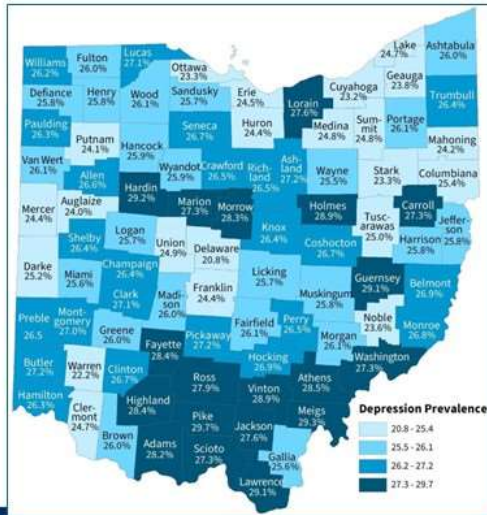 Williams
26.2%
Fulton
26.0%
Lucas
27.1%
Ottawa
23.3%
Lake
24.7%
Ashtabula
26.0%
Geauga
23.8%
Cuyahoga
23.2%
Defiance
25.8%
Henry
25.8%
Wood
26.1%
Sandusky
25.7%
Erie
24.5%
Lorain
27.6%
Trumbull
26.4%
Paulding
26.3%
Putnam
24.1%
Hancock
25.9%
Seneca
26.7%
Huron
24.4%
Medina
24.8%
Sum-
mit
24.8%
Portage
26.1%
Mahoning
24.2%
Van Wert
26.1%
Allen
26.6%
Wyandot
25.9%
Crawford
26.5%
Rich-
land
26.5%
Ash-
land
27.2%
Wayne
25.5%
Stark
23.3%
Columbiana
25.4%
Mercer
24.4%
Auglaize
24.0%
Hardin
29.2%
Marion
27.3%
Morrow
28.3%
Holmes
28.9%
Tusc-
arawas
25.0%
Carroll
27.3%
Jeffer-
son
25.8%
Shelby
26.4%
Logan
25.7%
Union
24.9%
Delaware
20.8%
Knox
26.4%
Coshocton
26.7%
Harrison
25.8%
Darke
25.2%
Miami
25.6%
Champaign
26.4%
Clark
27.1%
Franklin
24.4%
Licking
25.7%
Muskingum
25.8%
Guernsey
29.1%
Belmont
26.9%
Preble
26.5
Mont-
gomery
27.0%
Greene
26.0%
Mad-
ison
26.0%
Pickaway
27.2%
Fairfield
26.1%
Perry
26.5%
Morgan
26.1%
Noble
23.6%
Monroe
26.8%
Butler
27.2%
Warren
22.2%
Clinton
26.7%
Fayette
28.4%
Hocking
26.9%
Washington
27.3%
Hamilton
26.3%
Cler-
mont
24.7%
Brown
26.0%
Highland
28.4%
Ross
27.9%
Vinton
28.9%
Athens
28.5%
Meigs
29.3%
Adams
28.2%
Pike
29.7%
Scioto
27.3%
Jackson
27.6%
Gallia
25.6%
Lawrence
29.1%
Depression Prevalence
20.8 - 25.4
25.5 - 26.1
26.2 - 27.2
27.3 - 29.7